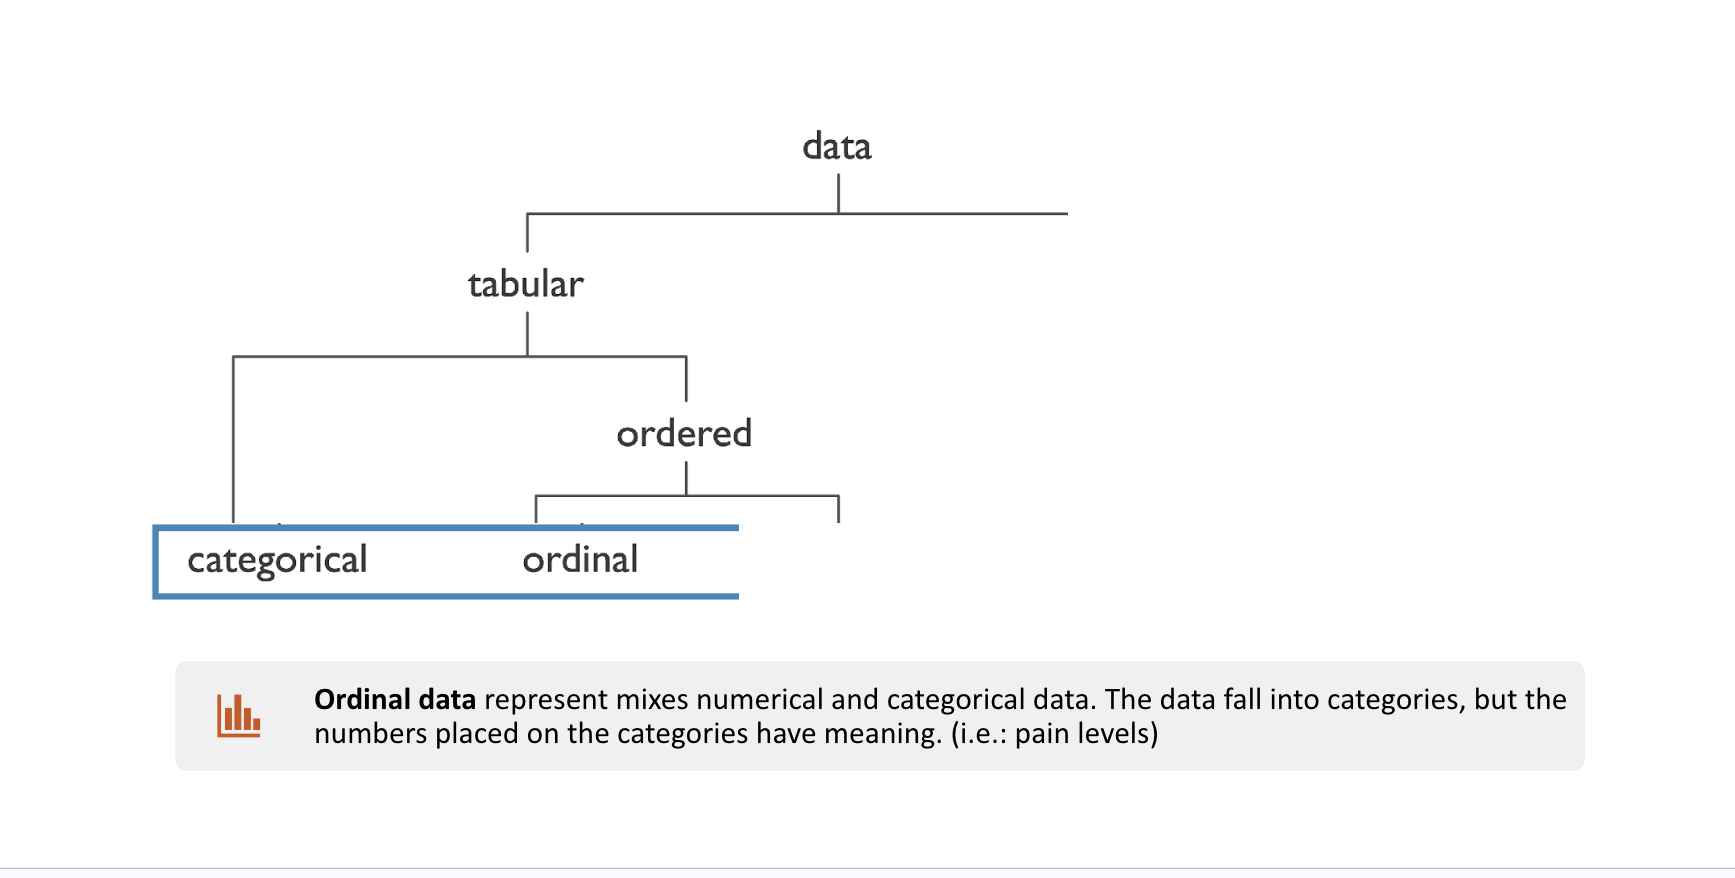 data
tabular
ordered
categorical ordinal
Ordinal data represent mixes numerical and categorical data. The data fall into categories, but the
numbers placed on the categories have meaning. (i.e.: pain levels)